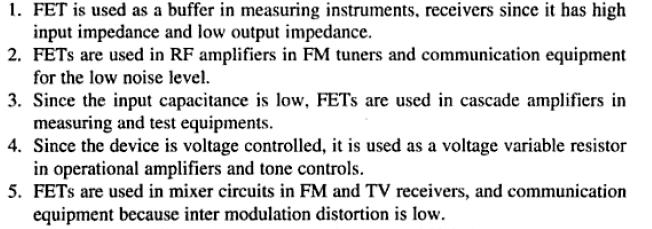 1. FET is used as a buffer in measuring instruments, receivers since it has high
input impedance and low output impedance.
2. FETs are used in RF amplifiers in FM tuners and communication equipment
for the low noise level.
3. Since the input capacitance is low, FETs are used in cascade amplifiers in
measuring and test equipments.
4. Since the device is voltage controlled, it is used as a voltage variable resistor
in operational amplifiers and tone controls.
5. FETs are used in mixer circuits in FM and TV receivers, and communication
equipment because inter modulation distortion is low.